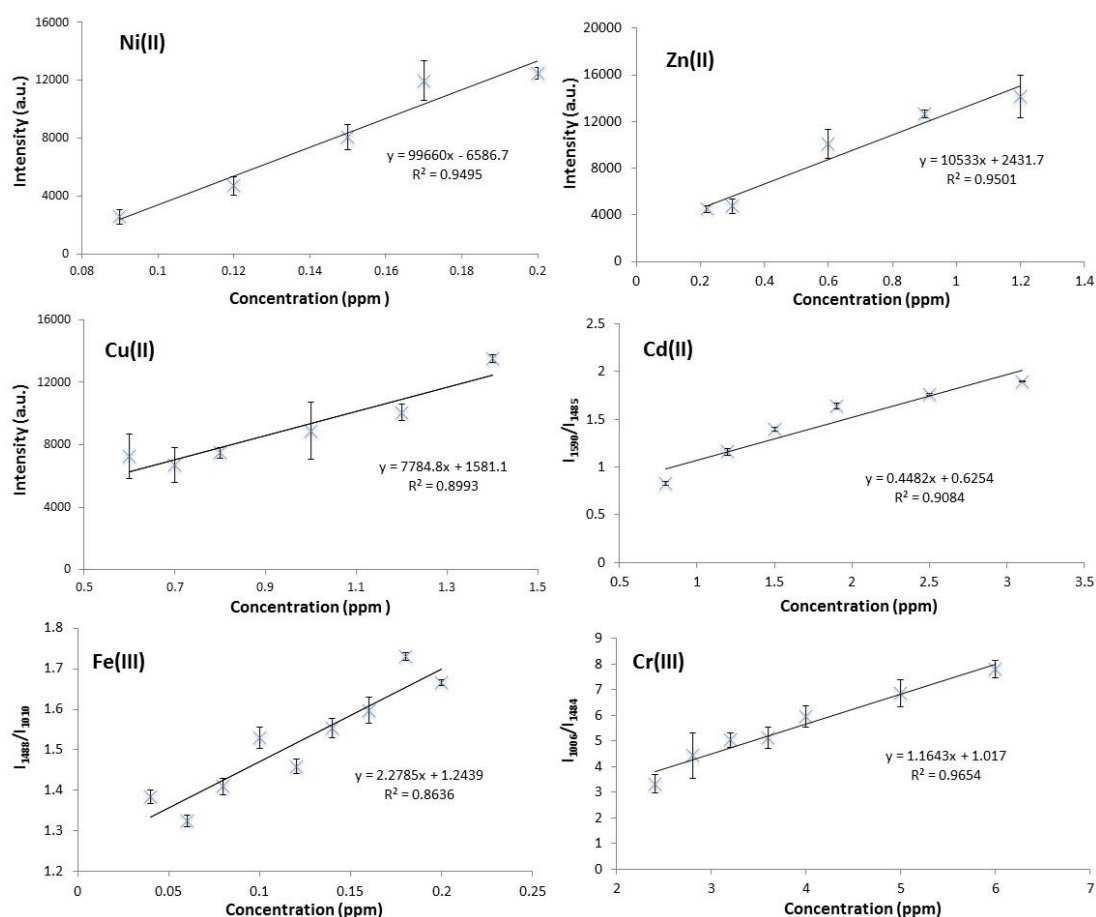 16000
12000
8000
4000
0
Intensity (a.u.)
Ni(II)
y = 99660x - 6586.7
R² = 0.9495
0.08 0.1 0.12 0.14 0.16 0.18 0.2
Concentration (ppm )
20000
16000
12000
8000
4000
0
Intensity (a.u.)
Zn(II)
y = 10533x + 2431.7
R² = 0.9501
0 0.2 0.4 0.6 0.8 1 1.2 1.4
Concentration (ppm)
16000
12000
8000
4000
0
Intensity (a.u.)
Cu(II)
y = 7784.8x + 1581.1
R² = 0.8993
0.5 0.7 0.9 1.1 1.3 1.5
Concentration (ppm )
2.5
2
1.5
1
0.5
0
I1590/I1485
Cd(II)
y = 0.4482x + 0.6254
R² = 0.9084
0.5 1 1.5 2 2.5 3 3.5
Concentration (ppm)
1.8
1.7
1.6
1.5
1.4
1.3
1.2
I1488/I1010
Fe(III)
y = 2.2785x + 1.2439
R² = 0.8636
0 0.05 0.1 0.15 0.2 0.25
Concentration (ppm)
9
8
7
6
5
4
3
2
1
0
I1006/I1484
Cr(III)
y = 1.1643x + 1.017
R² = 0.9654
2 3 4 5 6 7
Concentration (ppm)